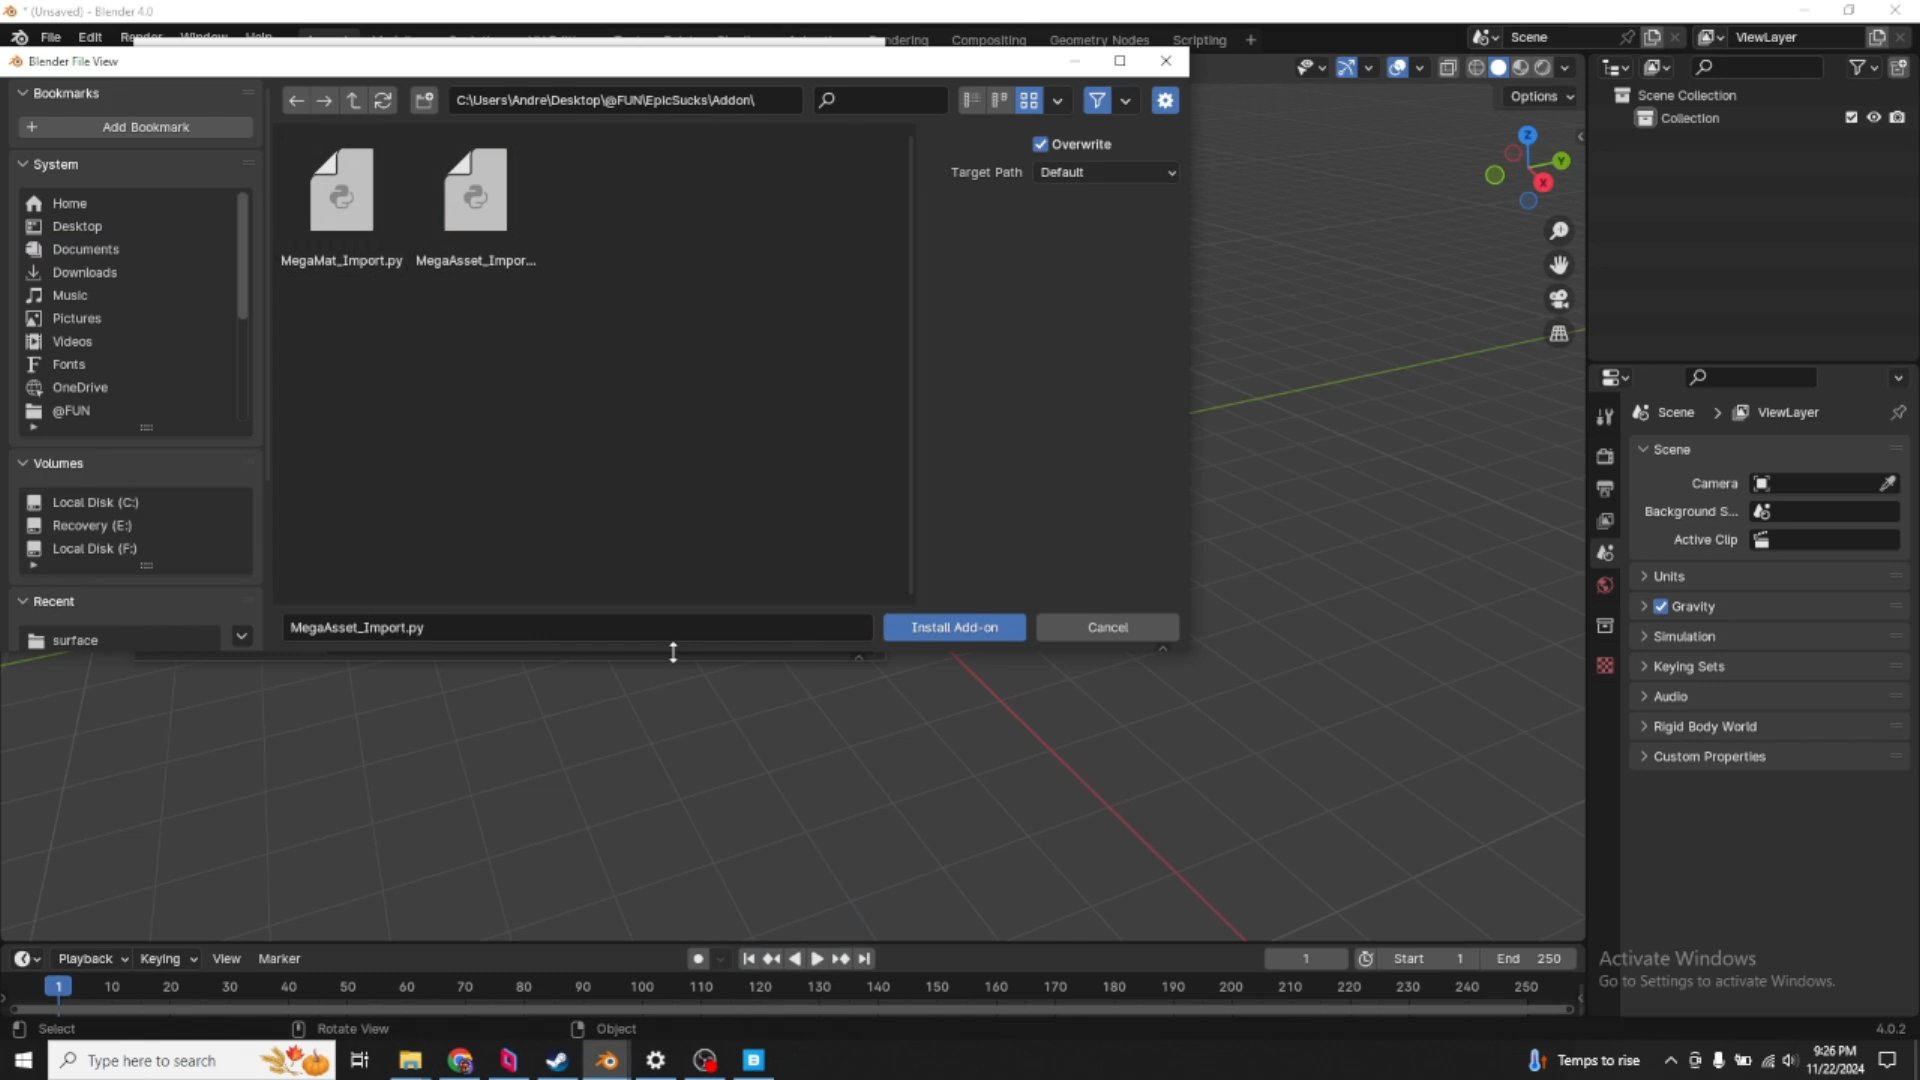 * (Unsaved) - Blender 4.0
File Edit Render Window Help
Compositing Geometry Nodes Scripting +
Scene
ViewLayer
Blender File View
Bookmarks
Add Bookmark
System
Home
Desktop
Documents
Downloads
Music
Pictures
Videos
Fonts
OneDrive
@FUN
Volumes
Local Disk (C:)
Recovery (E:)
Local Disk (F:)
Recent
surface
C:\Users\Andre\Desktop\@FUN\EpicSucks\Addon\
MegaMat_Import.py
MegaAsset_Impor...
Overwrite
Target Path Default
MegaAsset_Import.py
Install Add-on
Cancel
Options
Z
Y
X
Scene Collection
Collection
Scene > ViewLayer
Scene
Camera
Background S...
Active Clip
Units
Gravity
Simulation
Keying Sets
Audio
Rigid Body World
Custom Properties
Activate Windows
Go to Settings to activate Windows.
Playback Keying View Marker
1 Start 1 End 250
1 10 20 30 40 50 60 70 80 90 100 110 120 130 140 150 160 170 180 190 200 210 220 230 240 250
Select Rotate View Object
4.0.2
Type here to search
Temps to rise
9:26 PM
11/22/2024